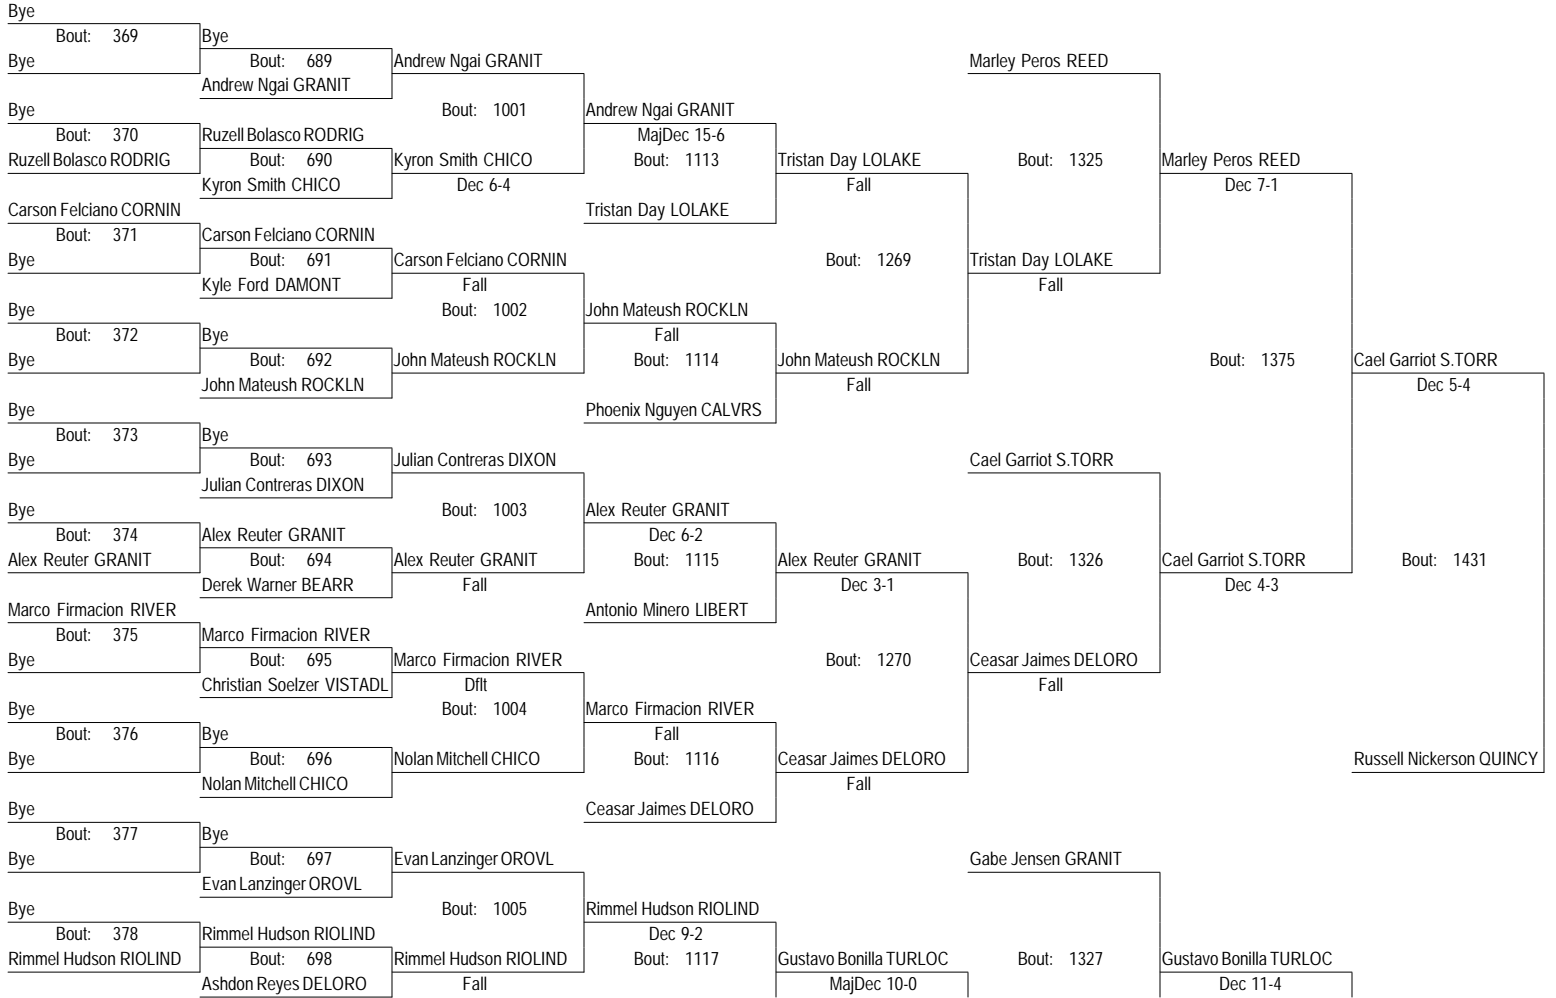 Bye
Bout: 369 Bye
Bye Bout: 689 Andrew Ngai GRANIT Marley Peros REED
Andrew Ngai GRANIT
Bye Bout: 1001 Andrew Ngai GRANIT
Bout: 370 Ruzell Bolasco RODRIG MajDec 15-6
Ruzell Bolasco RODRIG Bout: 690 Kyron Smith CHICO Bout: 1113 Tristan Day LOLAKE Bout: 1325 Marley Peros REED
Kyron Smith CHICO Dec 6-4 Fall Dec 7-1
Carson Felciano CORNIN Tristan Day LOLAKE
Bout: 371 Carson Felciano CORNIN
Bye Bout: 691 Carson Felciano CORNIN Bout: 1269 Tristan Day LOLAKE
Kyle Ford DAMONT Fall Fall
Bye Bout: 1002 John Mateush ROCKLN
Bout: 372 Bye Fall
Bye Bout: 692 John Mateush ROCKLN Bout: 1114 John Mateush ROCKLN Bout: 1375 Cael Garriot S.TORR
John Mateush ROCKLN Fall Dec 5-4
Bye Phoenix Nguyen CALVRS
Bout: 373 Bye
Bye Bout: 693 Julian Contreras DIXON Cael Garriot S.TORR
Julian Contreras DIXON
Bye Bout: 1003 Alex Reuter GRANIT
Bout: 374 Alex Reuter GRANIT Dec 6-2
Alex Reuter GRANIT Bout: 694 Alex Reuter GRANIT Bout: 1115 Alex Reuter GRANIT Bout: 1326 Cael Garriot S.TORR Bout: 1431
Derek Warner BEARR Fall Dec 3-1 Dec 4-3
Marco Firmacion RIVER Antonio Minero LIBERT
Bout: 375 Marco Firmacion RIVER
Bye Bout: 695 Marco Firmacion RIVER Bout: 1270 Ceasar Jaimes DELORO
Christian Soelzer VISTADL Dflt Fall
Bye Bout: 1004 Marco Firmacion RIVER
Bout: 376 Bye Fall
Bye Bout: 696 Nolan Mitchell CHICO Bout: 1116 Ceasar Jaimes DELORO Russell Nickerson QUINCY
Nolan Mitchell CHICO Fall
Bye Ceasar Jaimes DELORO
Bout: 377 Bye
Bye Bout: 697 Evan Lanzinger OROVL Gabe Jensen GRANIT
Evan Lanzinger OROVL
Bye Bout: 1005 Rimmel Hudson RIOLIND
Bout: 378 Rimmel Hudson RIOLIND Dec 9-2
Rimmel Hudson RIOLIND Bout: 698 Rimmel Hudson RIOLIND Bout: 1117 Gustavo Bonilla TURLOC Bout: 1327 Gustavo Bonilla TURLOC
Ashdon Reyes DELORO Fall MajDec 10-0 Dec 11-4